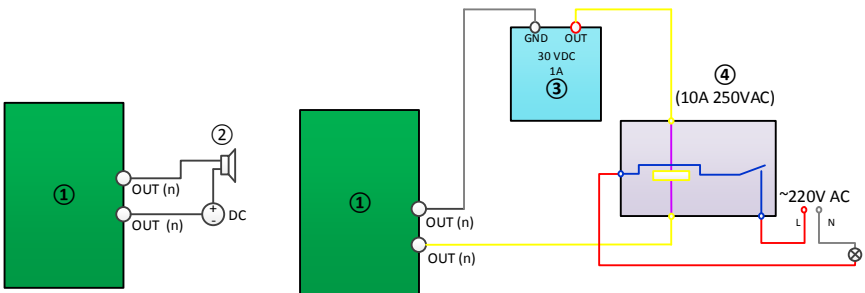 ①
②
OUT (n)
+
-
DC
OUT (n)
①
OUT (n)
OUT (n)
GND OUT
30 VDC
1A
③
④
(10A 250VAC)
~220V AC
L N